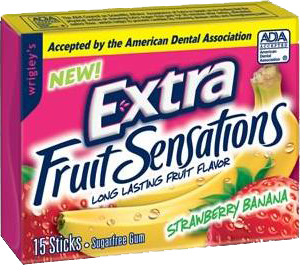 Accepted by the American Dental Association
ADA
ACCEPTED
American
Dental
Association
wrigley's
NEW!
Extra
Fruit Sensations
LONG LASTING FRUIT FLAVOR
STRAWBERRY BANANA
15 Sticks • Sugarfree Gum